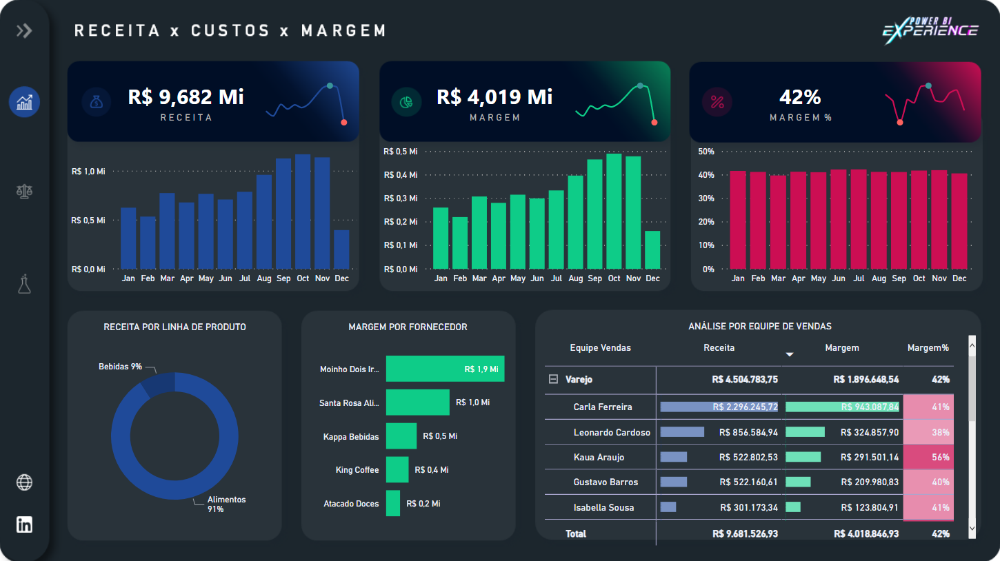 RECEITA x CUSTOS x MARGEM
POWER BI
EXPERIENCE
R$ 9,682 Mi
RECEITA
R$ 4,019 Mi
MARGEM
42%
MARGEM %
R$ 1,0 Mi
R$ 0,5 Mi
R$ 0,0 Mi
Jan Feb Mar Apr May Jun Jul Aug Sep Oct Nov Dec
R$ 0,5 Mi
R$ 0,4 Mi
R$ 0,3 Mi
R$ 0,2 Mi
R$ 0,1 Mi
R$ 0,0 Mi
Jan Feb Mar Apr May Jun Jul Aug Sep Oct Nov Dec
50%
40%
30%
20%
10%
0%
Jan Feb Mar Apr May Jun Jul Aug Sep Oct Nov Dec
RECEITA POR LINHA DE PRODUTO
Bebidas 9%
Alimentos
91%
MARGEM POR FORNECEDOR
Moinho Dois Ir... R$ 1,9 Mi
Santa Rosa Ali... R$ 1,0 Mi
Kappa Bebidas R$ 0,5 Mi
King Coffee R$ 0,4 Mi
Atacado Doces R$ 0,2 Mi
ANÁLISE POR EQUIPE DE VENDAS
Equipe Vendas Receita Margem Margem%
Varejo R$ 4.504.783,75 R$ 1.896.648,54 42%
Carla Ferreira R$ 2.296.245,72 R$ 943.087,84 41%
Leonardo Cardoso R$ 856.584,94 R$ 324.857,90 38%
Kaua Araujo R$ 522.802,53 R$ 291.501,14 56%
Gustavo Barros R$ 522.160,61 R$ 209.980,83 40%
Isabella Sousa R$ 301.173,34 R$ 123.804,91 41%
Total R$ 9.681.526,93 R$ 4.018.846,93 42%
in